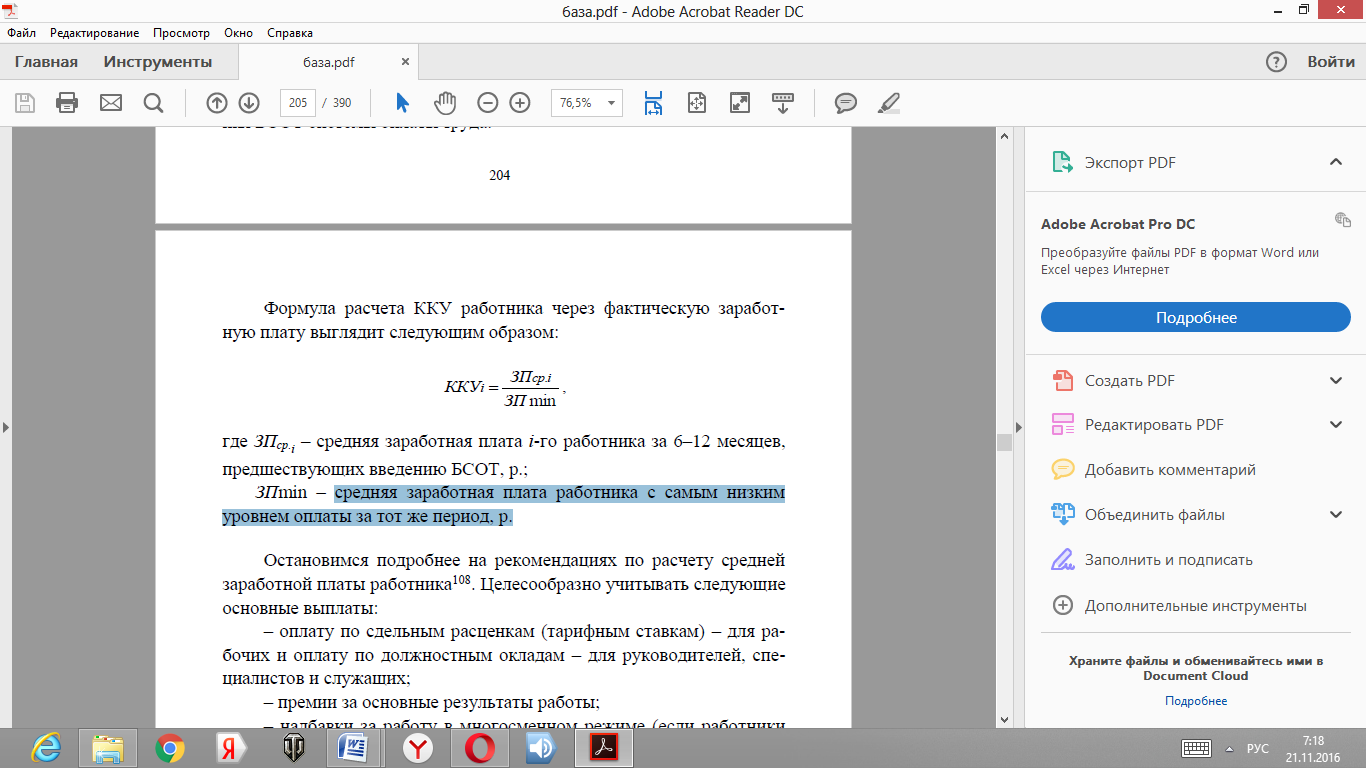 база.pdf - Adobe Acrobat Reader DC
Файл Редактирование Просмотр Окно Справка
Главная Инструменты база.pdf × Войти
205 / 390 76,5%
204
Формула расчета ККУ работника через фактическую заработ-
ную плату выглядит следующим образом:
ККУi = ЗПср.i / ЗП min ,
где ЗПср.i – средняя заработная плата i-го работника за 6–12 месяцев,
предшествующих введению БСОТ, р.;
ЗПmin – средняя заработная плата работника с самым низким
уровнем оплаты за тот же период, р.
Остановимся подробнее на рекомендациях по расчету средней
заработной платы работника108. Целесообразно учитывать следующие
основные выплаты:
– оплату по сдельным расценкам (тарифным ставкам) – для ра-
бочих и оплату по должностным окладам – для руководителей, спе-
циалистов и служащих;
– премии за основные результаты работы;
– надбавки за работу в многосменном режиме (если работники
Экспорт PDF
Adobe Acrobat Pro DC
Преобразуйте файлы PDF в формат Word или
Excel через Интернет
Подробнее
Создать PDF
Редактировать PDF
Добавить комментарий
Объединить файлы
Заполнить и подписать
Дополнительные инструменты
Храните файлы и обменивайтесь ими в
Document Cloud
Подробнее
РУС
7:18
21.11.2016